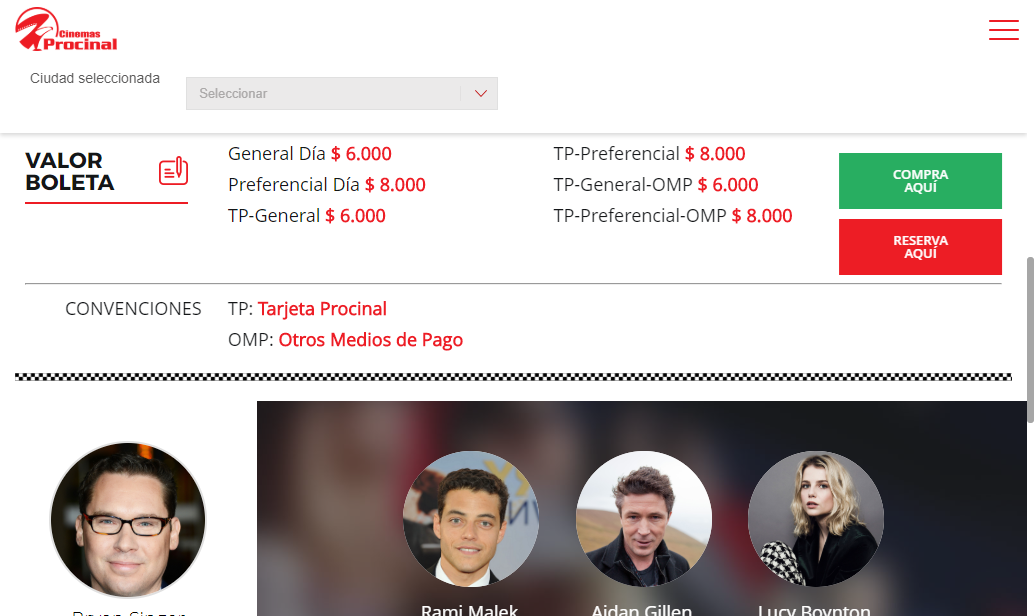 Cinemas
Procinal
Ciudad seleccionada
Seleccionar
VALOR
BOLETA
General Día $ 6.000
Preferencial Día $ 8.000
TP-General $ 6.000
TP-Preferencial $ 8.000
TP-General-OMP $ 6.000
TP-Preferencial-OMP $ 8.000
COMPRA
AQUÍ
RESERVA
AQUÍ
CONVENCIONES
TP: Tarjeta Procinal
OMP: Otros Medios de Pago
Bryan Singer
Rami Malek
Aidan Gillen
Lucy Boynton